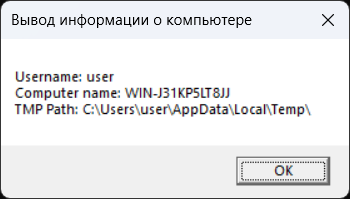 Вывод информации о компьютере
Username: user
Computer name: WIN-J31KP5LT8JJ
TMP Path: C:\Users\user\AppData\Local\Temp\
OK